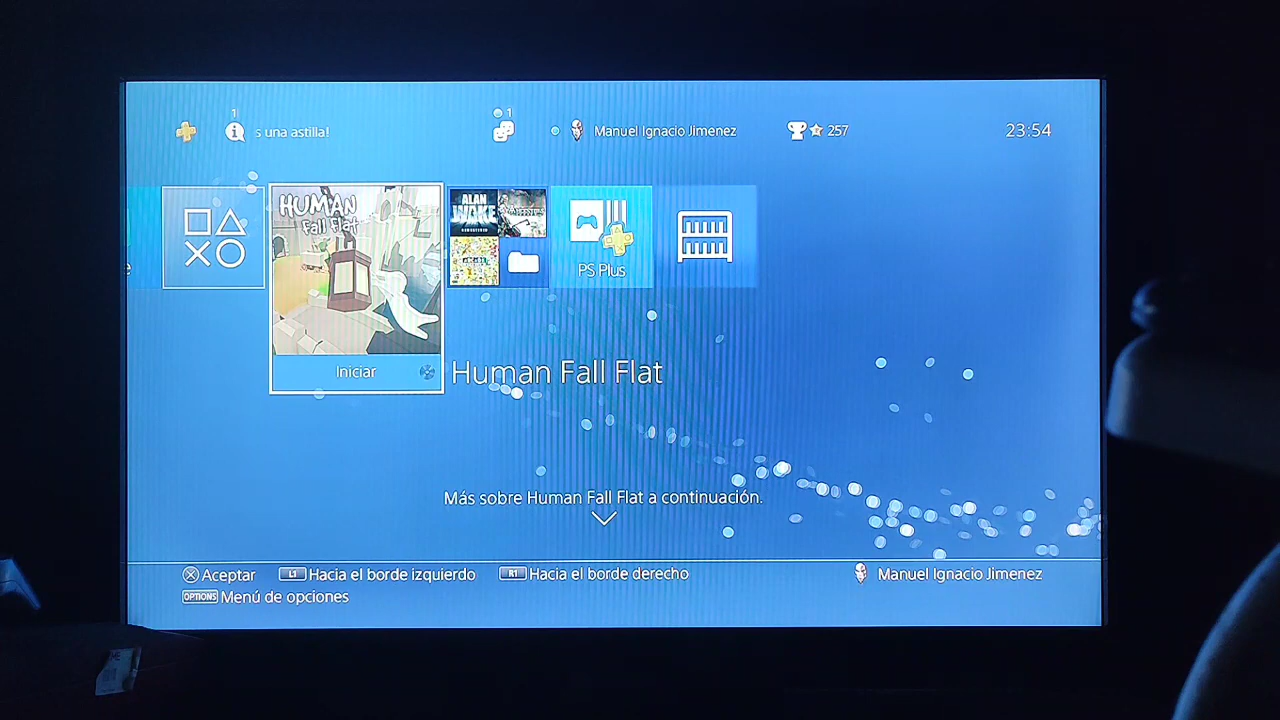 1
s una astilla!
1
Manuel Ignacio Jimenez
257
23:54
HUMAN
Fall Flat
ALAN
WAKE
REMASTERED
PS Plus
e
Iniciar
Human Fall Flat
Más sobre Human Fall Flat a continuación.
Aceptar
L1 Hacia el borde izquierdo
R1 Hacia el borde derecho
Manuel Ignacio Jimenez
OPTIONS Menú de opciones